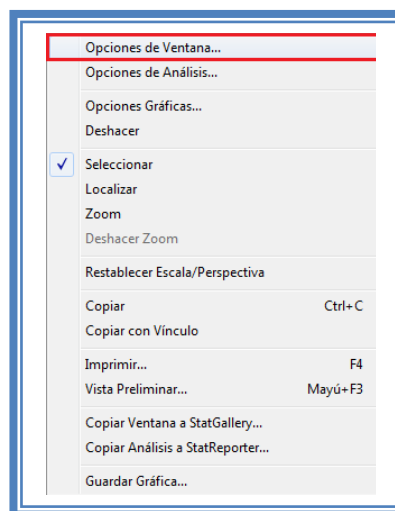 Opciones de Ventana...
Opciones de Análisis...
Opciones Gráficas...
Deshacer
Seleccionar
Localizar
Zoom
Deshacer Zoom
Restablecer Escala/Perspectiva
Copiar Ctrl+C
Copiar con Vínculo
Imprimir... F4
Vista Preliminar... Mayú+F3
Copiar Ventana a StatGallery...
Copiar Análisis a StatReporter...
Guardar Gráfica...